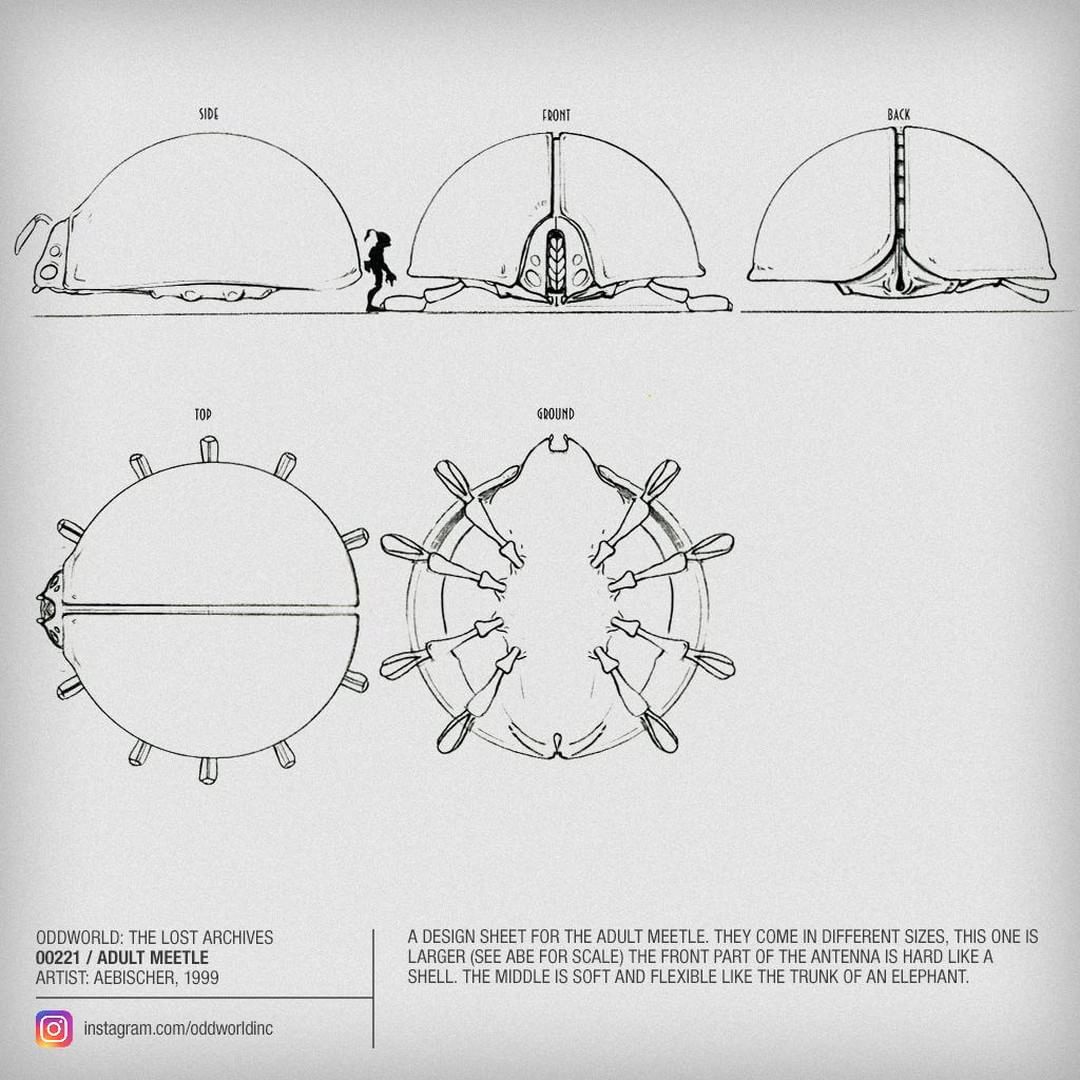 SIDE
FRONT
BACK
TOP
GROUND
ODDWORLD: THE LOST ARCHIVES
00221 / ADULT MEETLE
ARTIST: AEBISCHER, 1999
instagram.com/oddworldinc
A DESIGN SHEET FOR THE ADULT MEETLE. THEY COME IN DIFFERENT SIZES, THIS ONE IS
LARGER (SEE ABE FOR SCALE) THE FRONT PART OF THE ANTENNA IS HARD LIKE A
SHELL. THE MIDDLE IS SOFT AND FLEXIBLE LIKE THE TRUNK OF AN ELEPHANT.